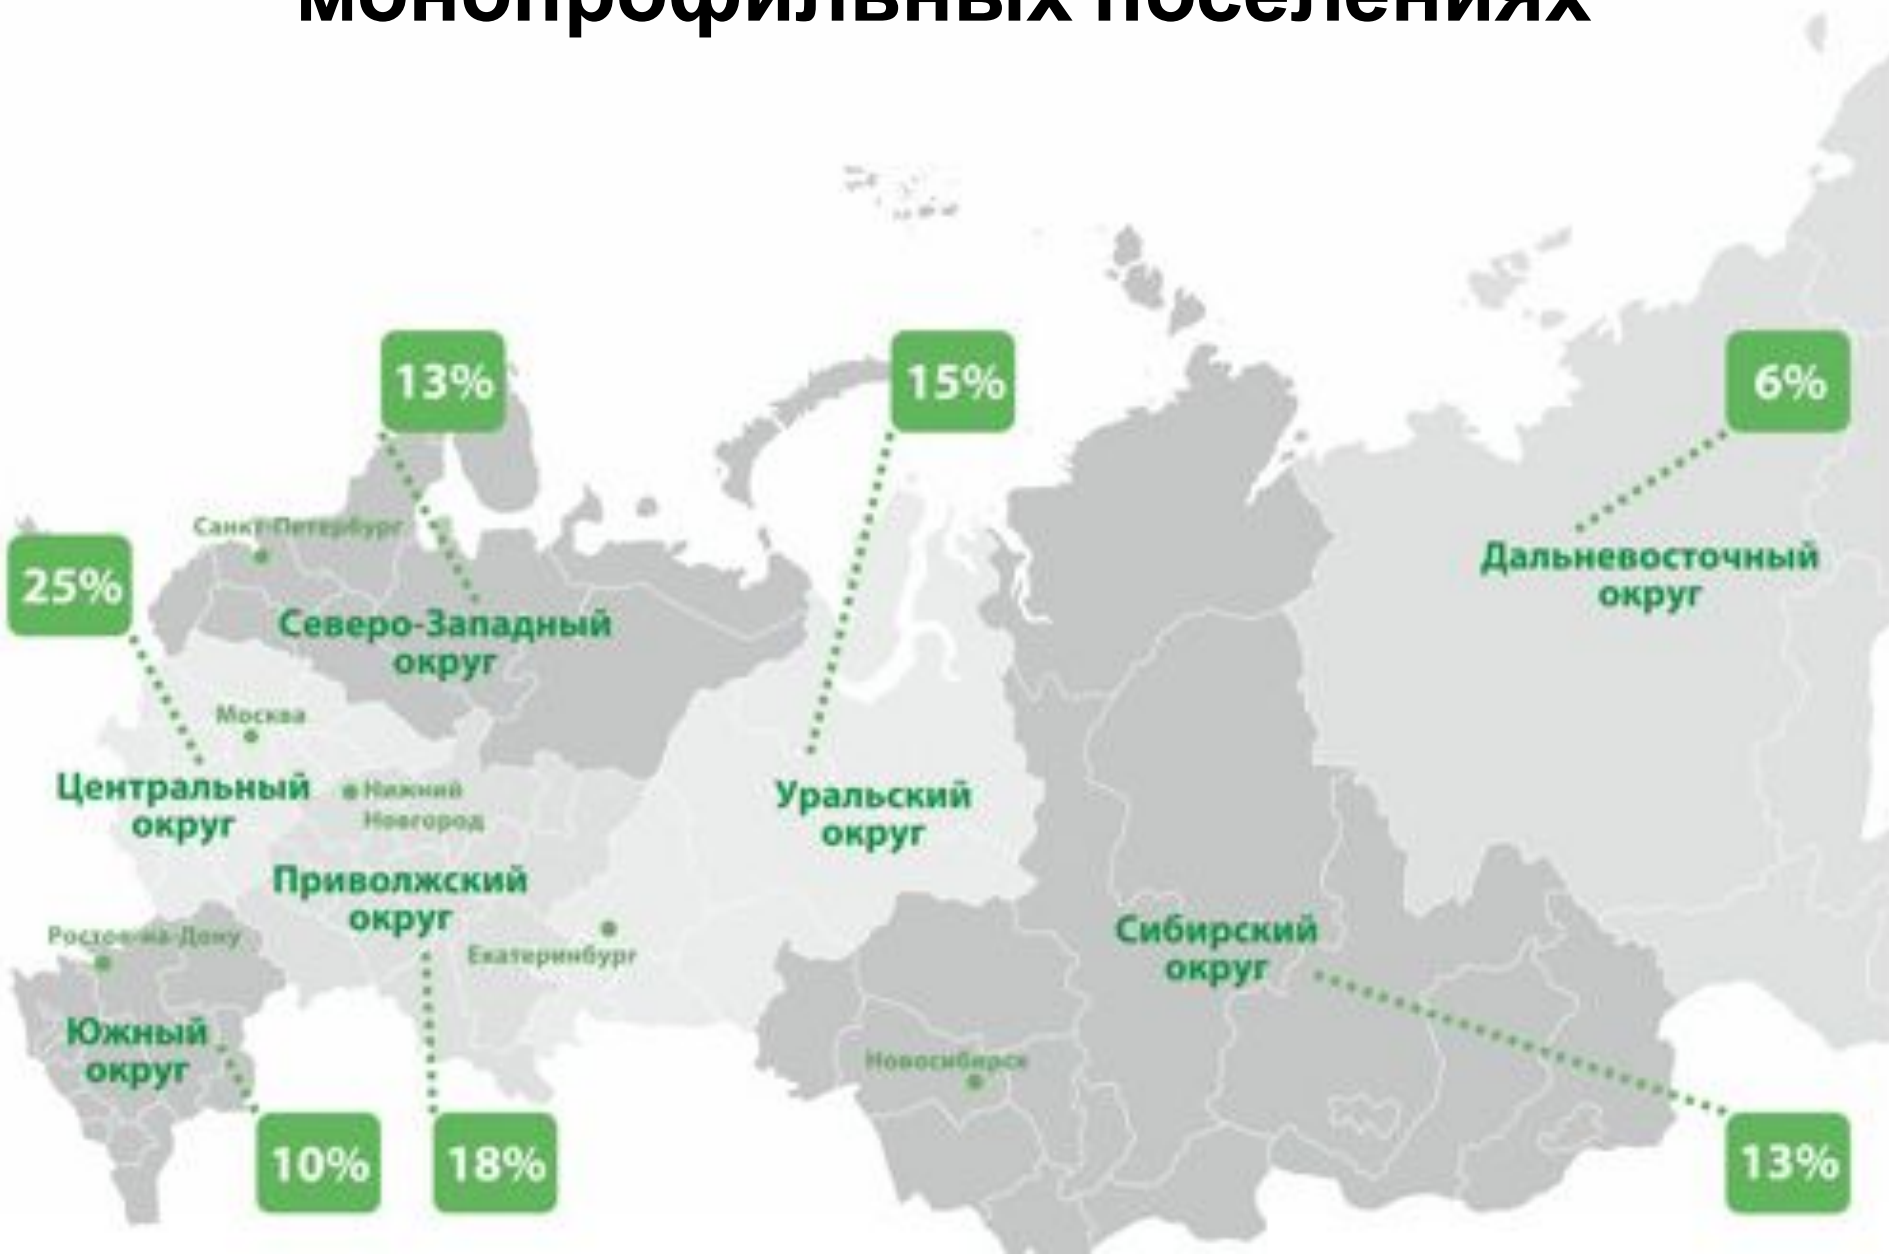 монопрофильных поселениях
13%
15%
6%
Санкт-Петербург
25%
Северо-Западный
округ
Дальневосточный
округ
Москва
Центральный
округ
Нижний
Новгород
Уральский
округ
Приволжский
округ
Ростов-на-Дону
Екатеринбург
Сибирский
округ
Южный
округ
Новосибирск
10%
18%
13%